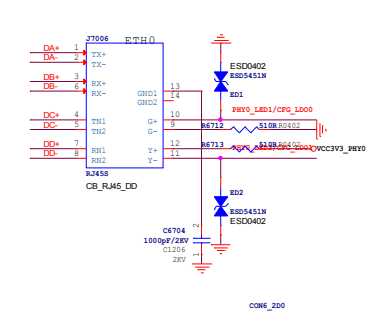 J7006
ETH0
DA+ 1 TX+
DA- 2 TX-
DB+ 3 RX+
DB- 6 RX-
DC+ 4 TN1
DC- 5 TN2
DD+ 7 RN1
DD- 8 RN2
GND1 13
GND2 14
G+ 10
G- 9
Y+ 12
Y- 11
RJ45S
CB_RJ45_DD
ESD0402
ESD5451N
ED1
PHY0_LED1/CFG_LDO0
R6712 510R R0402
R6713 510R R0402
VCC3V3_PHY0
ED2
ESD5451N
ESD0402
C6704 2
1000pF/2KV
C1206
2KV 1
CON6_2D0